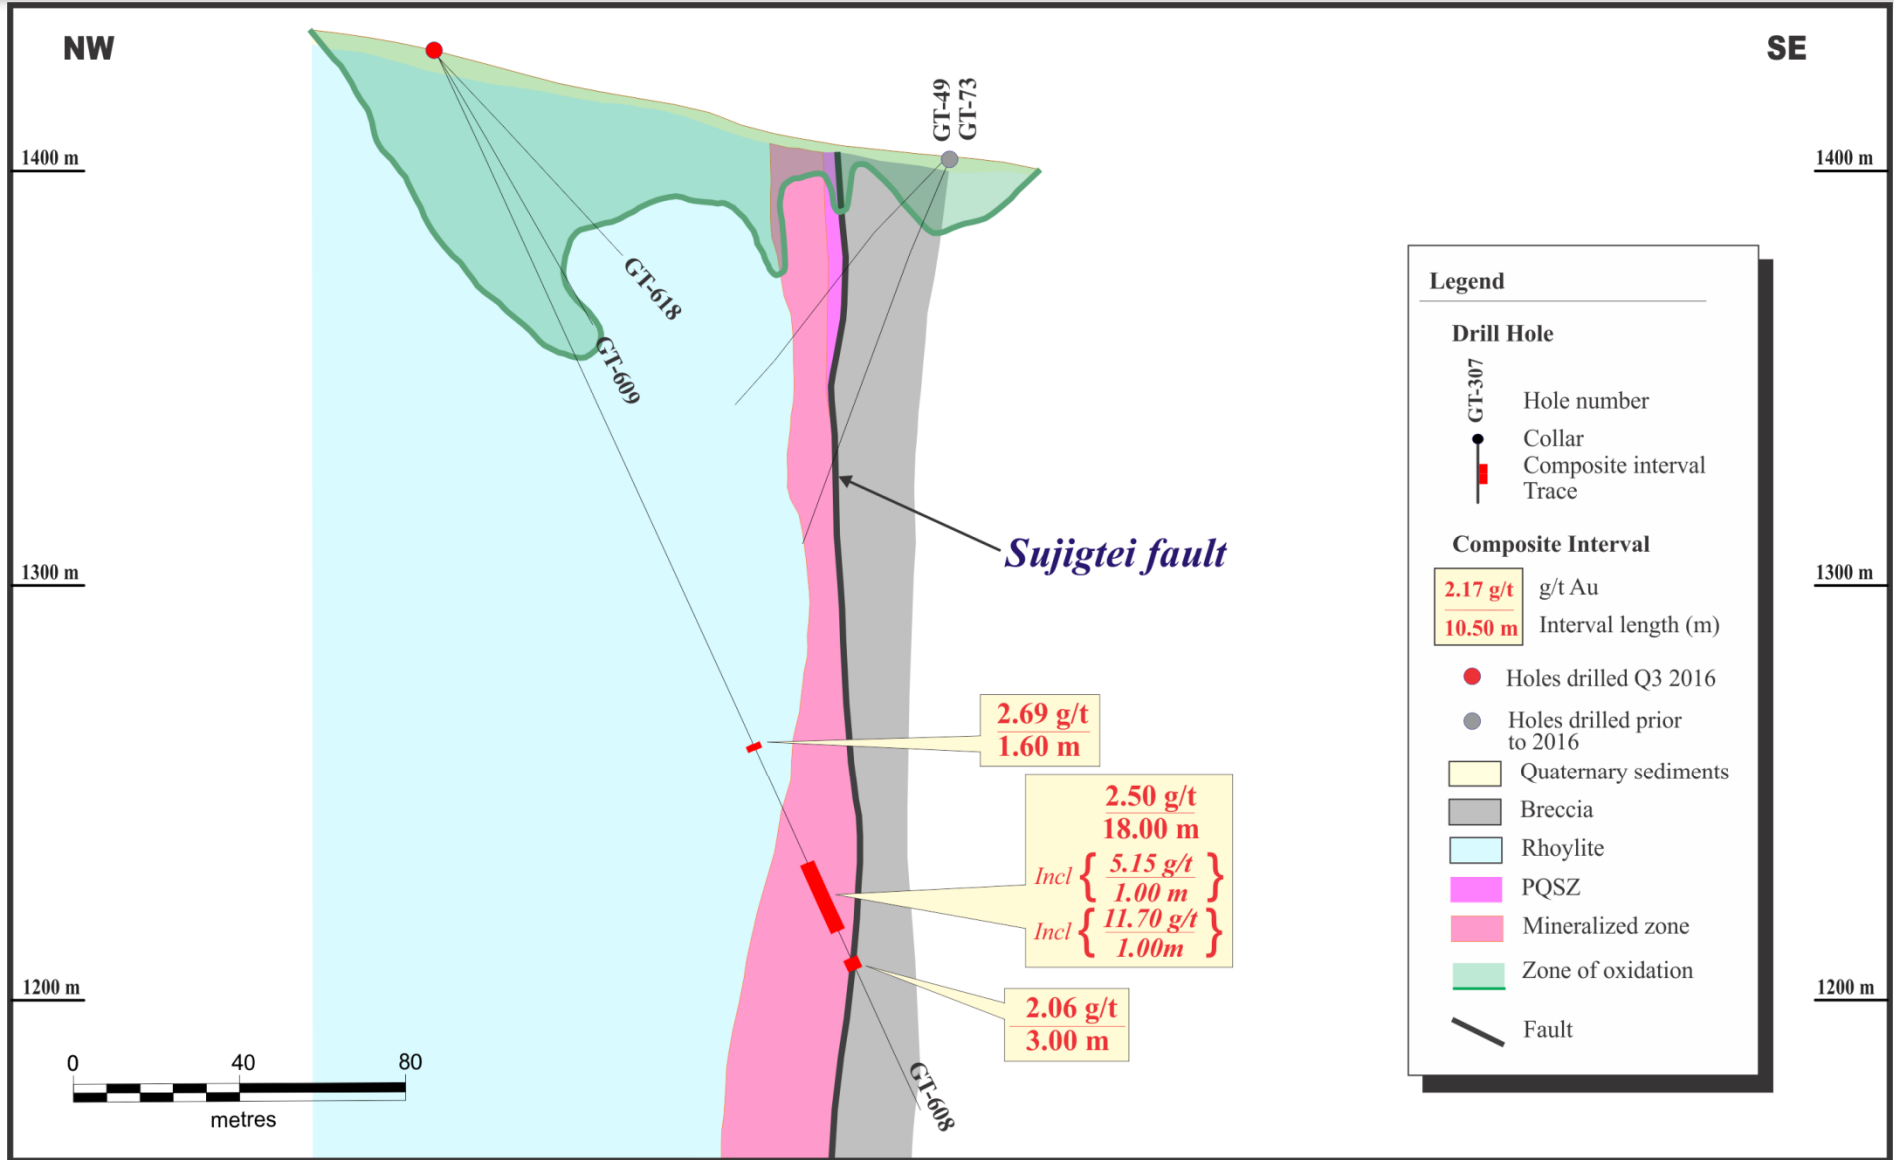 NW
SE
GT-49
GT-73
1400 m
1400 m
GT-618
GT-609
Sujigtei fault
1300 m
1300 m
2.69 g/t
1.60 m
2.50 g/t
18.00 m
Incl { 5.15 g/t
1.00 m }
Incl { 11.70 g/t
1.00m }
2.06 g/t
3.00 m
1200 m
1200 m
GT-608
0 40 80
metres
Legend
Drill Hole
GT-307
Hole number
Collar
Composite interval
Trace
Composite Interval
2.17 g/t
g/t Au
10.50 m
Interval length (m)
Holes drilled Q3 2016
Holes drilled prior
to 2016
Quaternary sediments
Breccia
Rhoylite
PQSZ
Mineralized zone
Zone of oxidation
Fault